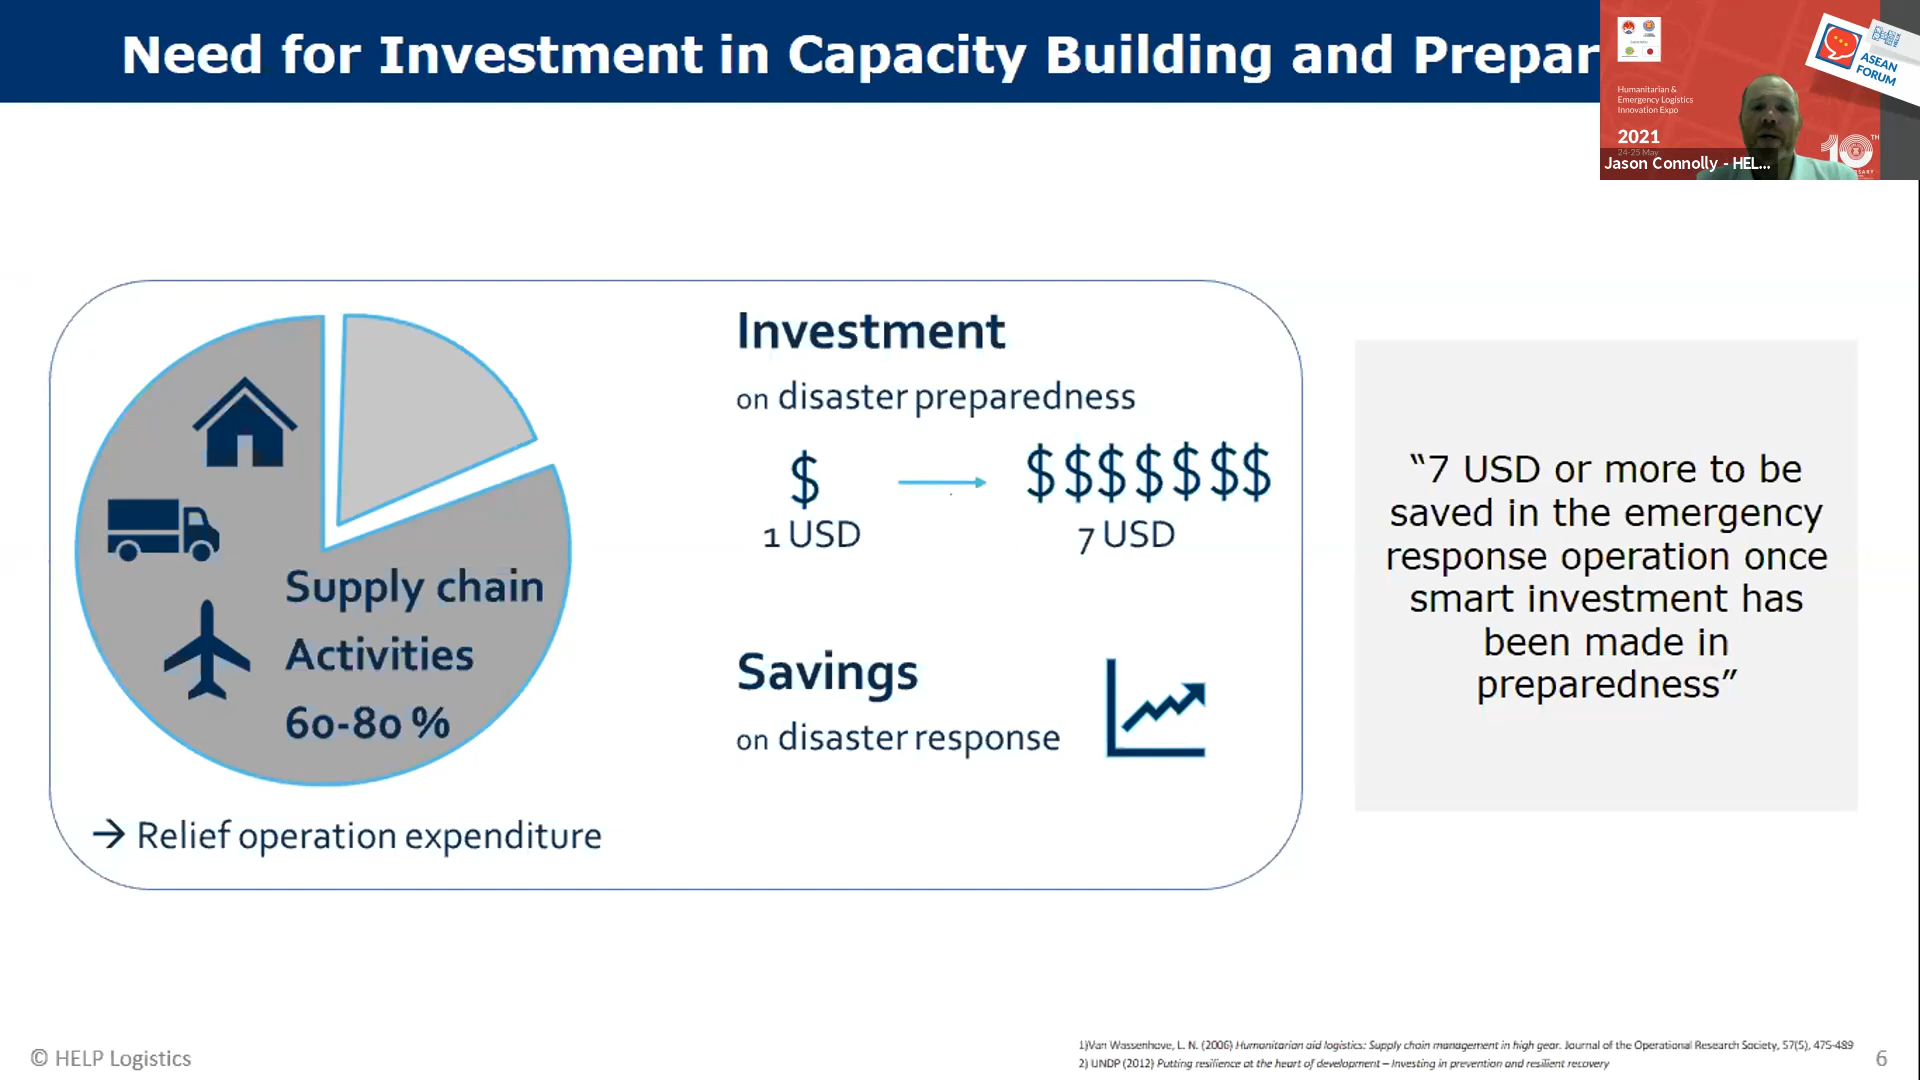 Need for Investment in Capacity Building and Prepar
Humanitarian &
Emergency Logistics
Innovation Expo
2021
24-25 May
Jason Connolly - HEL...
ASEAN
FORUM
10TH
Investment
on disaster preparedness
$
$$$$$$$
1 USD
7 USD
Supply chain
Activities
60-80 %
Savings
on disaster response
→ Relief operation expenditure
“7 USD or more to be
saved in the emergency
response operation once
smart investment has
been made in
preparedness”
© HELP Logistics
1)Van Wassenhove, L. N. (2006) Humanitarian aid logistics: Supply chain management in high gear. Journal of the Operational Research Society, 57(5), 475-489
2) UNDP (2012) Putting resilience at the heart of development – Investing in prevention and resilient recovery
6